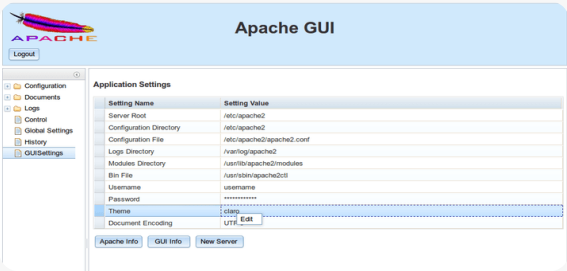 Apache GUI
APACHE
Logout
Configuration
Documents
Logs
Control
Global Settings
History
GUISettings
Application Settings
Setting Name Setting Value
Server Root /etc/apache2
Configuration Directory /etc/apache2
Configuration File /etc/apache2/apache2.conf
Logs Directory /var/log/apache2
Modules Directory /usr/lib/apache2/modules
Bin File /usr/sbin/apache2ctl
Username username
Password ************
Theme claro
Edit
Document Encoding
Apache Info GUI Info New Server